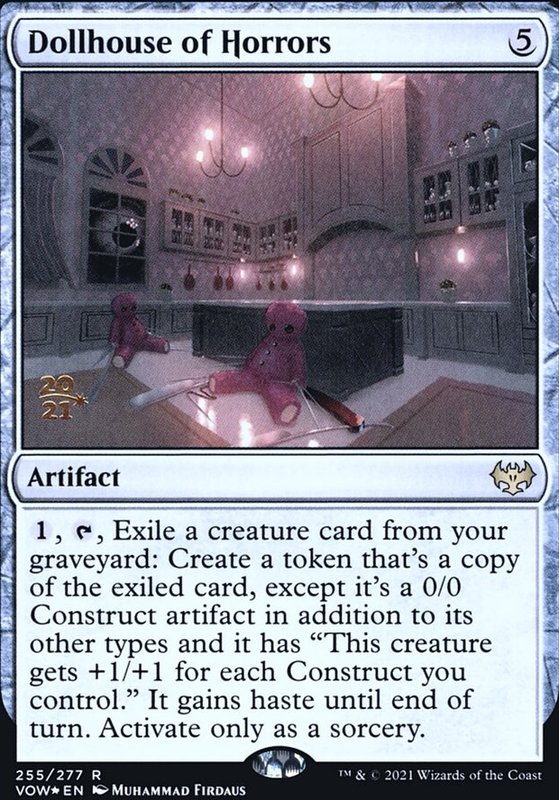 Dollhouse of Horrors 5
20
21
Artifact
1, Exile a creature card from your
graveyard: Create a token that's a copy
of the exiled card, except it's a 0/0
Construct artifact in addition to its
other types and it has “This creature
gets +1/+1 for each Construct you
control.” It gains haste until end of
turn. Activate only as a sorcery.
255/277 R
VOW★EN Muhammad Firdaus
™ & © 2021 Wizards of the Coast